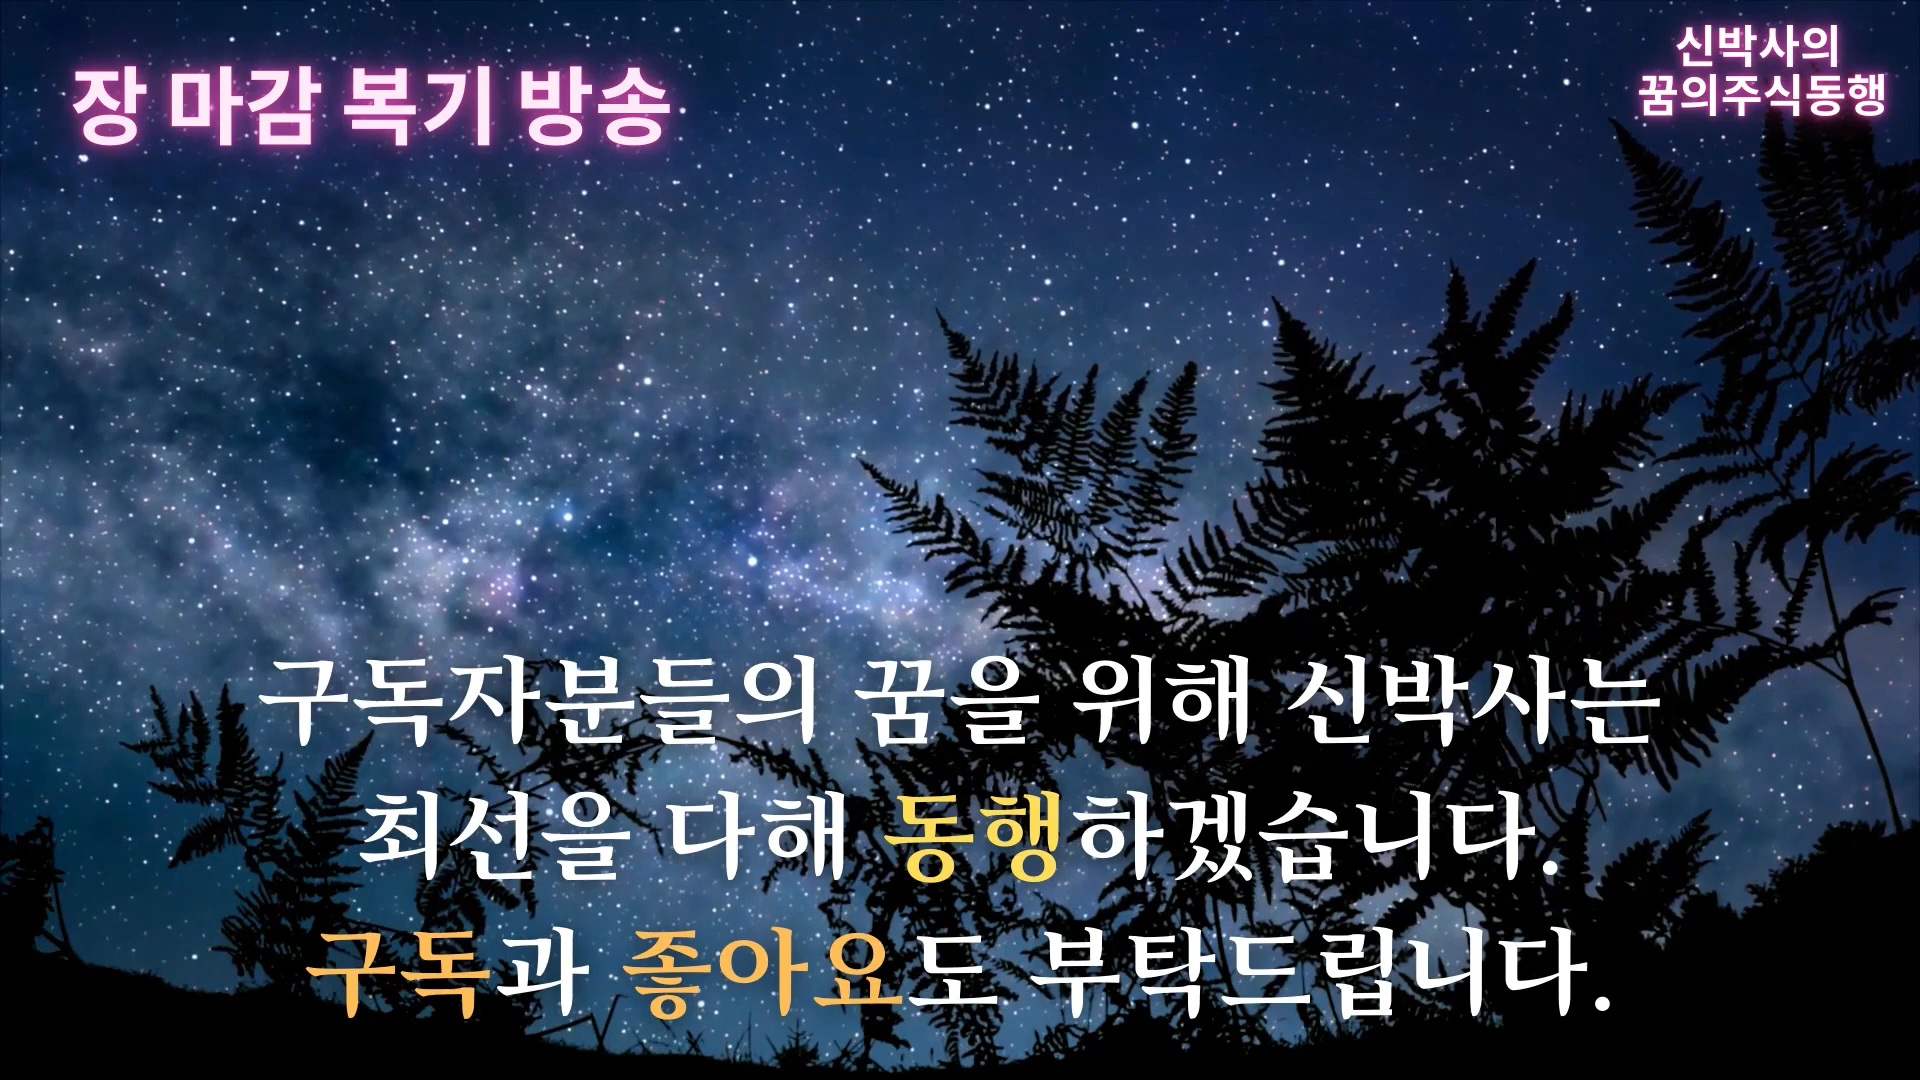 장 마감 복기 방송
신박사의
꿈의주식동행
구독자분들의 꿈을 위해 신박사는
최선을 다해 동행하겠습니다.
구독과 좋아요도 부탁드립니다.